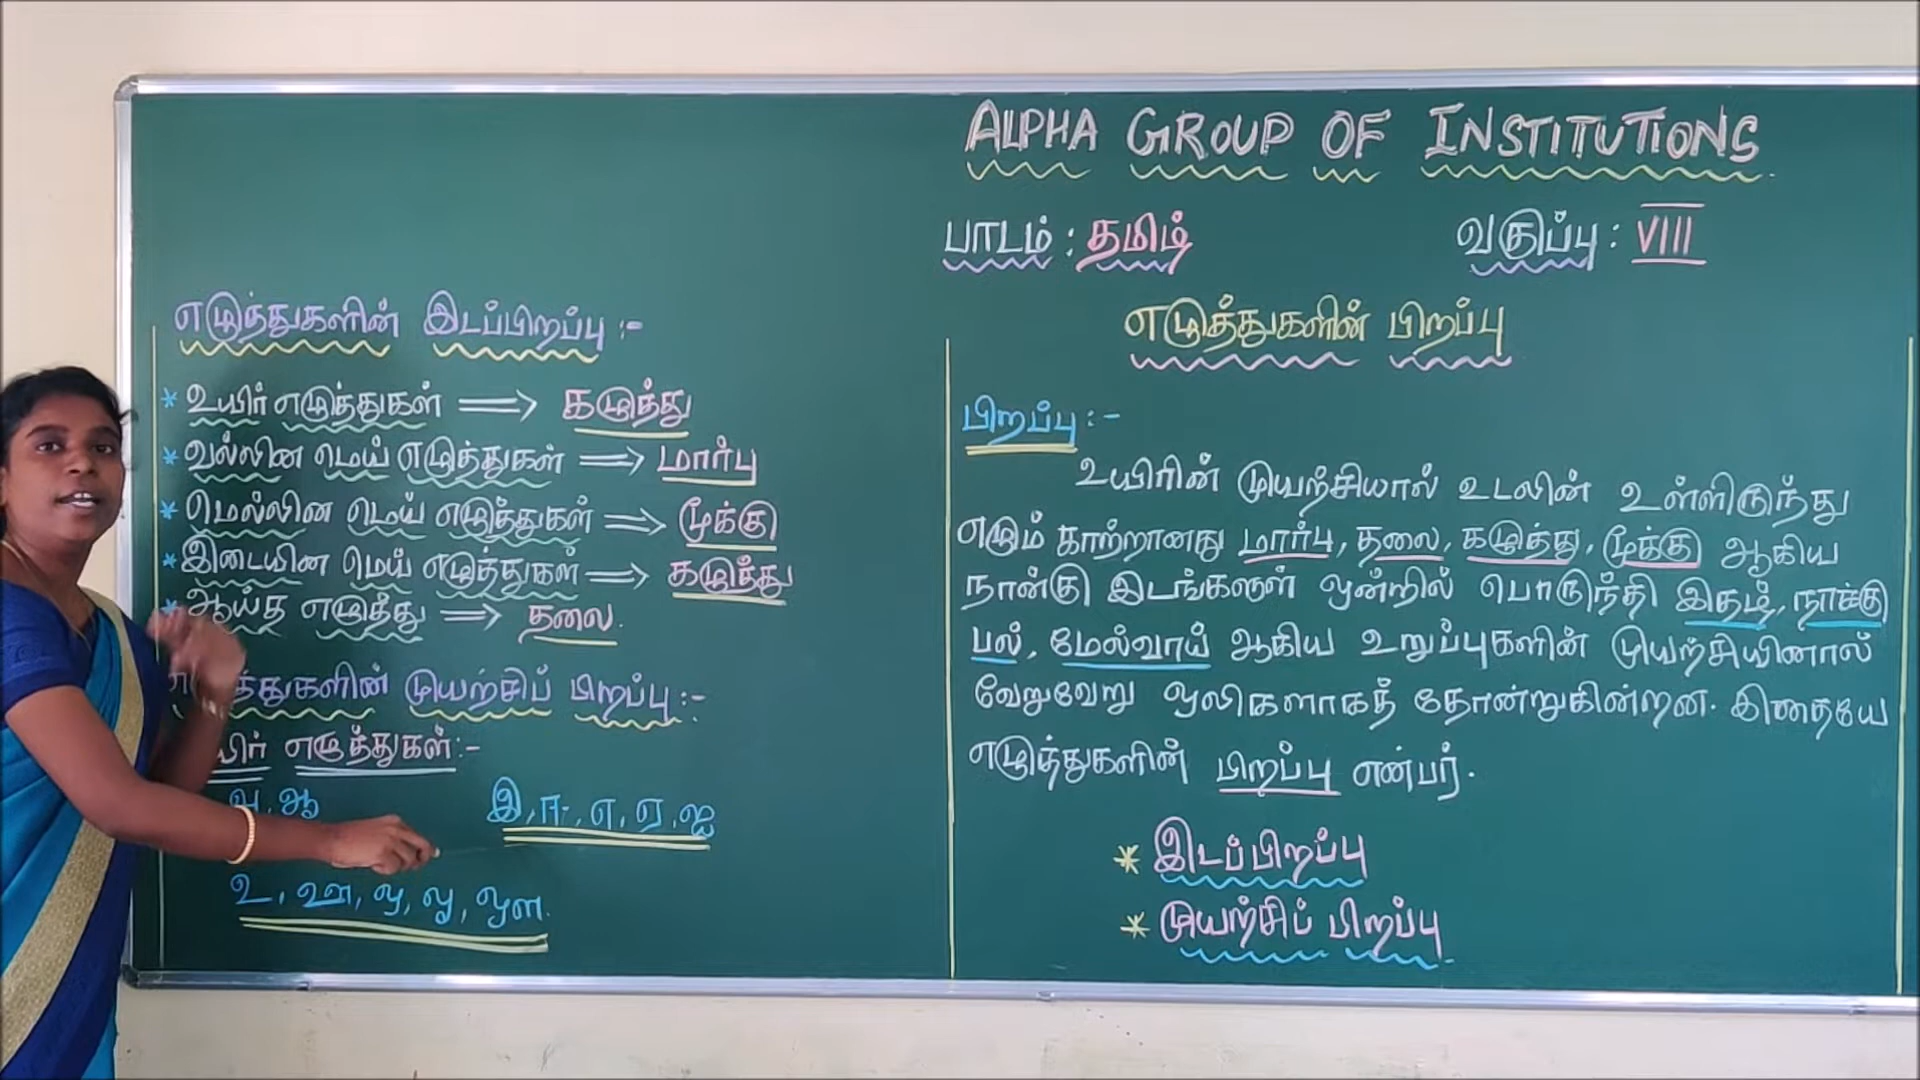 ALPHA GROUP OF INSTITUTIONS
பாடம் : தமிழ்
வகுப்பு : VIII
எழுத்துகளின் பிறப்பு
பிறப்பு :-
உயிரின் முயற்சியால் உடலின் உள்ளிருந்து
எழும் காற்றானது மார்பு, தலை, கழுத்து, மூக்கு ஆகிய
நான்கு இடங்களுள் ஒன்றில் பொருந்தி இதழ், நாக்கு
பல், மேல்வாய் ஆகிய உறுப்புகளின் முயற்சியினால்
வேறுவேறு ஒலிகளாகத் தோன்றுகின்றன. இதையே
எழுத்துகளின் பிறப்பு என்பர்.
* இடப்பிறப்பு
* முயற்சிப் பிறப்பு
எழுத்துகளின் இடப்பிறப்பு :-
* உயிர் எழுத்துகள் ⟹ கழுத்து
* வல்லின மெய் எழுத்துகள் ⟹ மார்பு
* மெல்லின மெய் எழுத்துகள் ⟹ மூக்கு
* இடையின மெய் எழுத்துகள் ⟹ கழுத்து
* ஆய்த எழுத்து ⟹ தலை.
முயற்சிப் பிறப்பு :-
எழுத்துகள் :-
ஆ
இ, ஈ, எ, ஏ, ஐ
உ, ஊ, ஒ, ஓ, ஔ.